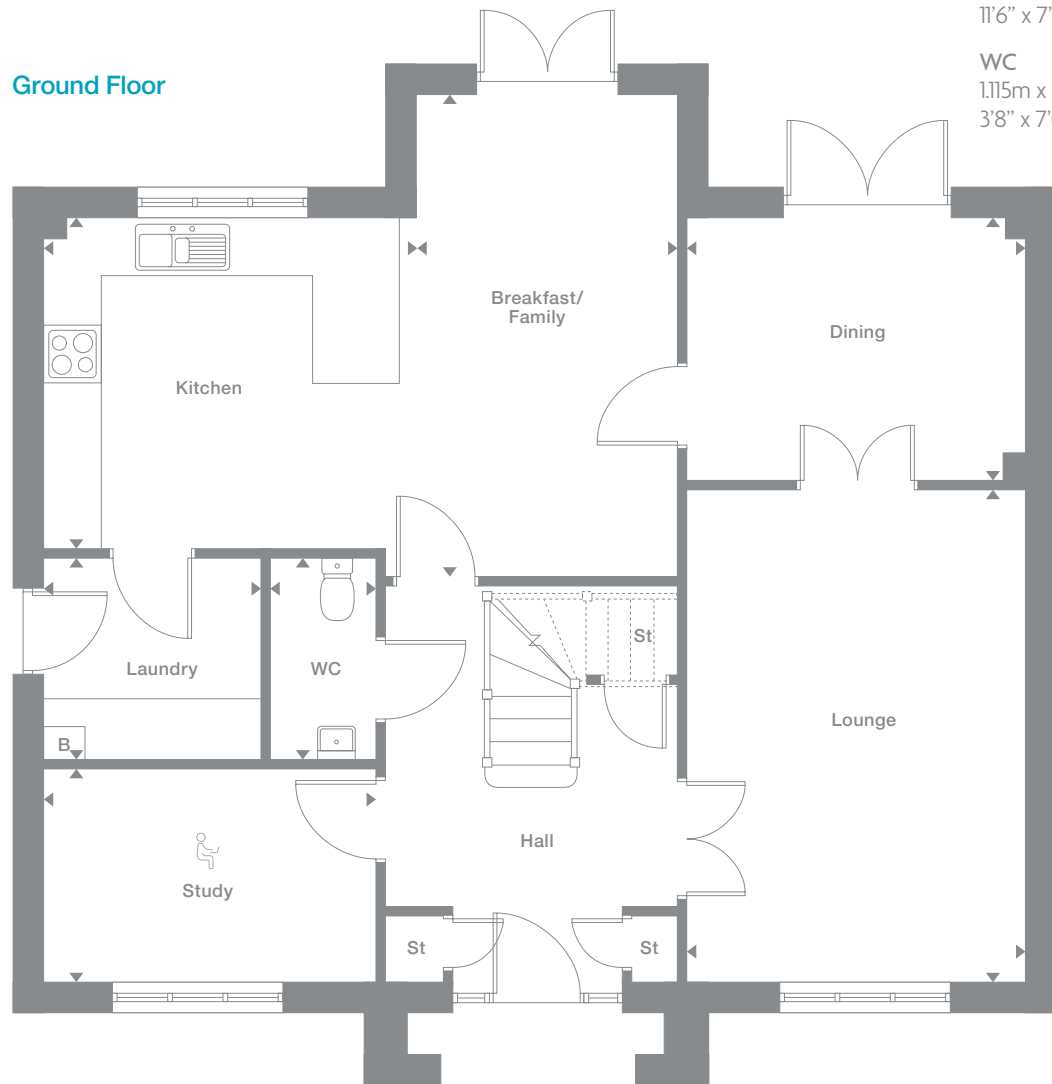 11'6" x 7'
WC
1.115m x
3'8" x 7'
Ground Floor
Breakfast/
Family
Dining
Kitchen
St
Laundry
WC
Lounge
B
Hall
Study
St
St